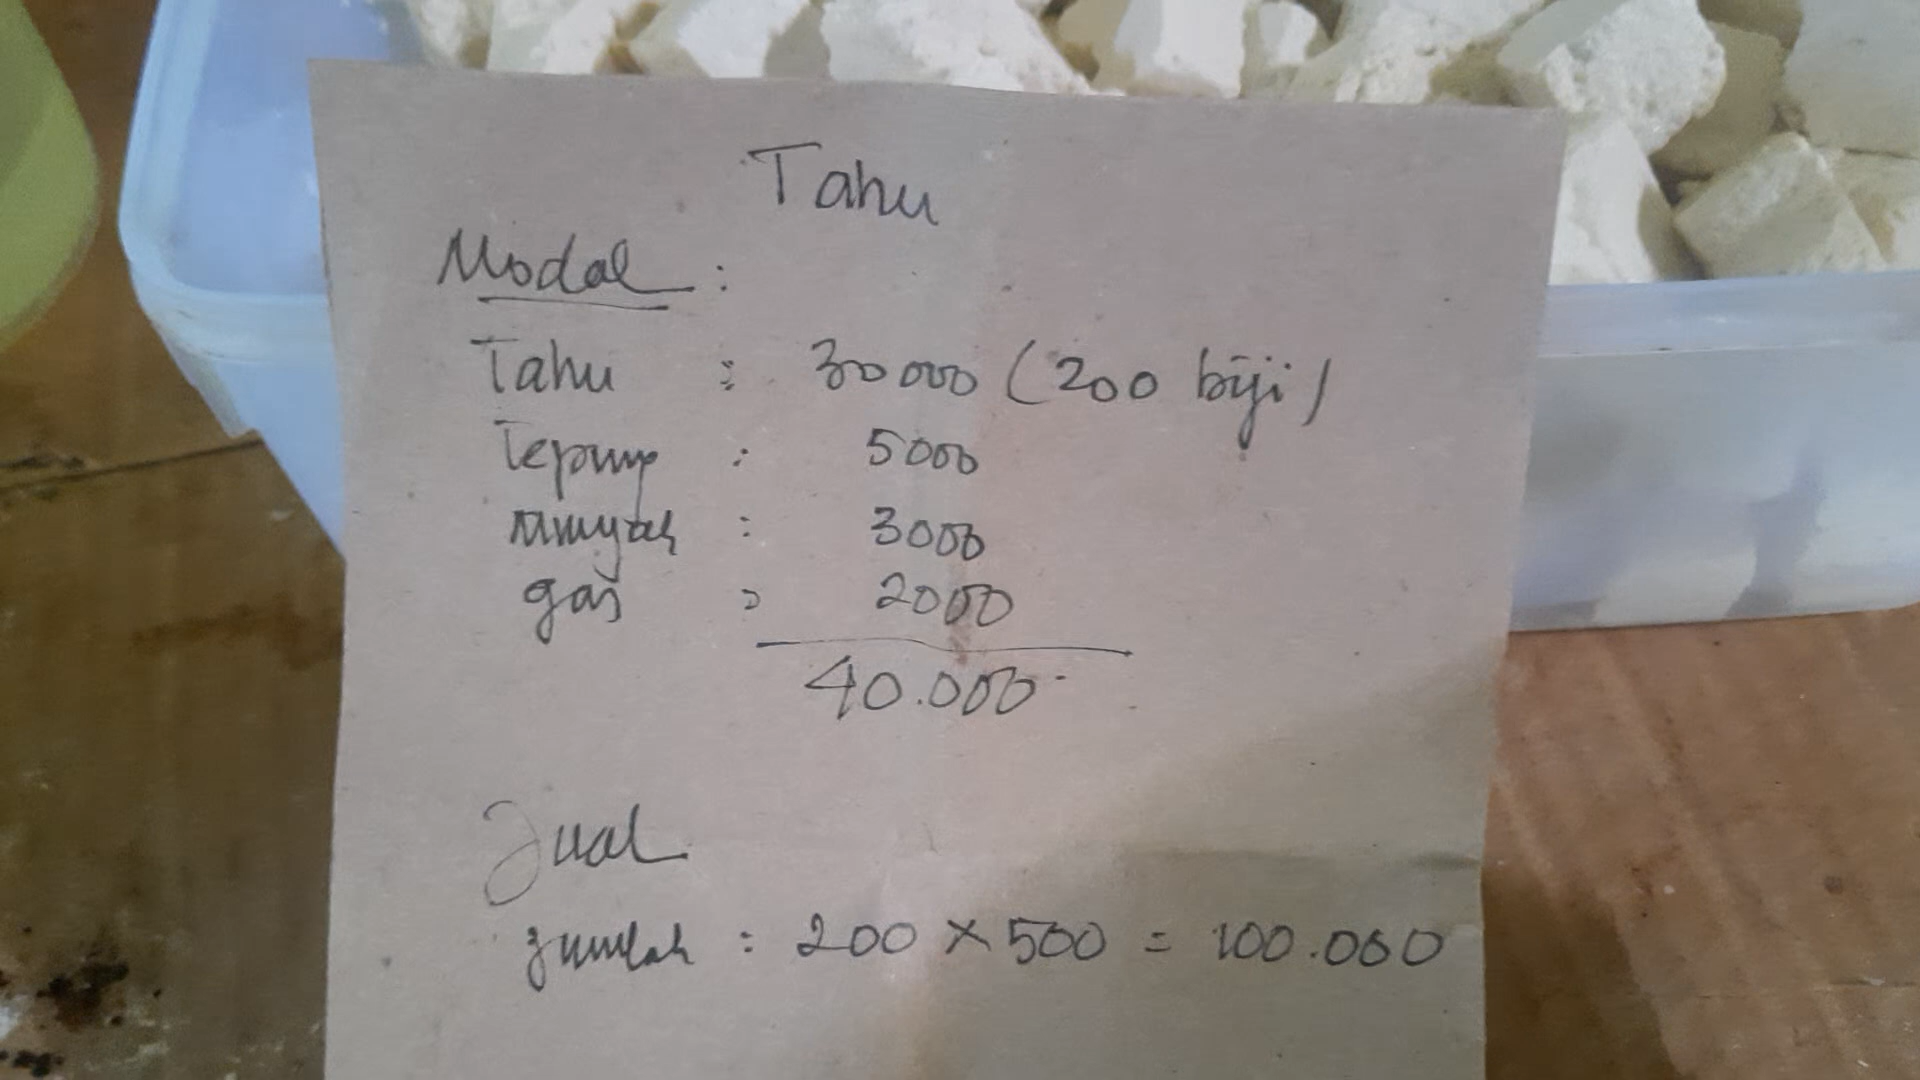 Tahu
Modal :
Tahu : 30000 (200 biji)
Tepung : 5000
minyak : 3000
gas : 2000
40.000
Jual
Jumlah : 200 x 500 = 100.000